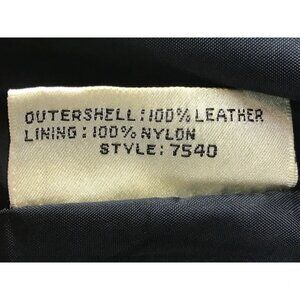 OUTERSHELL:100% LEATHER
LINING:100% NYLON
STYLE: 7540